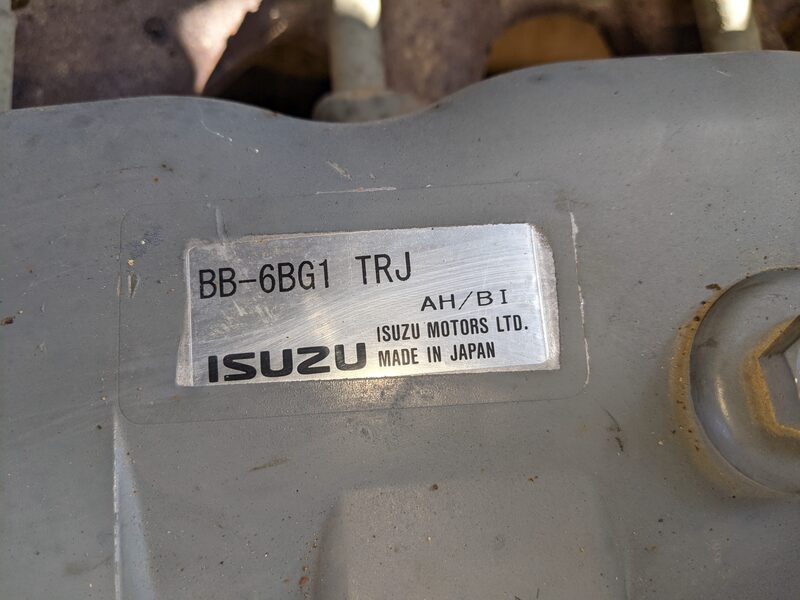 BB-6BG1 TRJ
AH/BI
ISUZU ISUZU MOTORS LTD.
MADE IN JAPAN